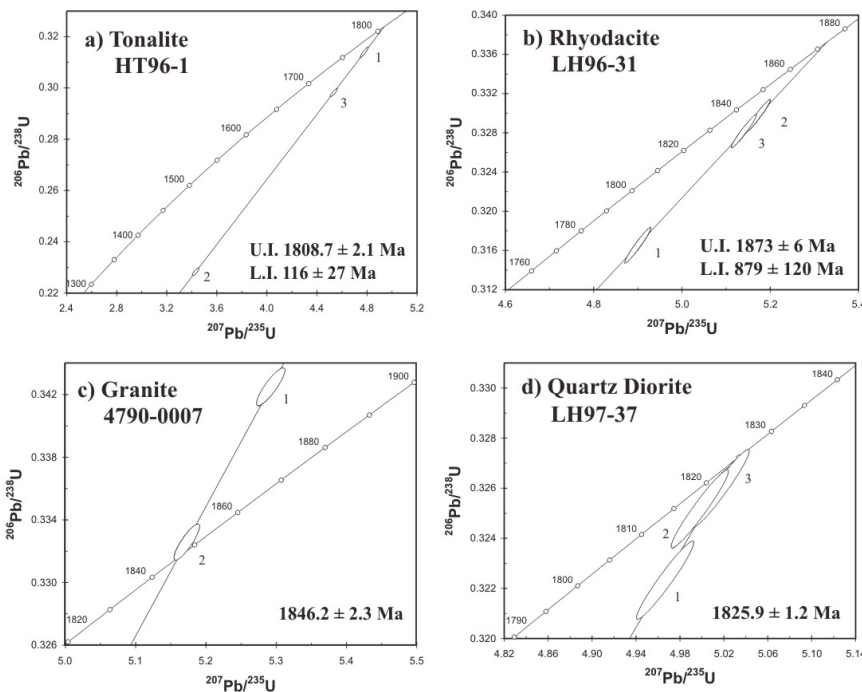 a) Tonalite
HT96-1
0.32
0.30
0.28
0.26
0.24
0.22
2.4 2.8 3.2 3.6 4.0 4.4 4.8 5.2
1800
1700
1600
1500
1400
1300
1
3
2
U.I. 1808.7 ± 2.1 Ma
L.I. 116 ± 27 Ma
206Pb/238U
207Pb/235U
b) Rhyodacite
LH96-31
0.340
0.336
0.332
0.328
0.324
0.320
0.316
0.312
4.6 4.8 5.0 5.2 5.4
1880
1860
1840
1820
1800
1780
1760
2
3
1
U.I. 1873 ± 6 Ma
L.I. 879 ± 120 Ma
206Pb/238U
207Pb/235U
c) Granite
4790-0007
0.342
0.338
0.334
0.330
0.326
5.0 5.1 5.2 5.3 5.4 5.5
1900
1880
1860
1840
1820
1
2
1846.2 ± 2.3 Ma
206Pb/238U
207Pb/235U
d) Quartz Diorite
LH97-37
0.330
0.328
0.326
0.324
0.322
0.320
4.82 4.86 4.90 4.94 4.98 5.02 5.06 5.10 5.14
1840
1830
1820
1810
1800
1790
3
2
1
1825.9 ± 1.2 Ma
206Pb/238U
207Pb/235U